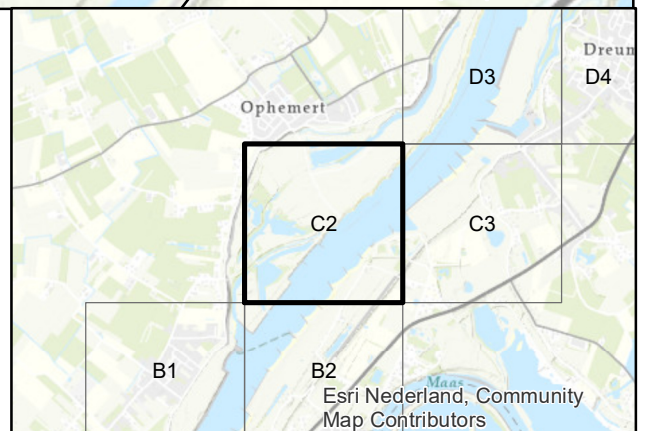 Dreum
D3
D4
Ophemert
C2
C3
B1
B2
Maas
Esri Nederland, Community
Map Contributors